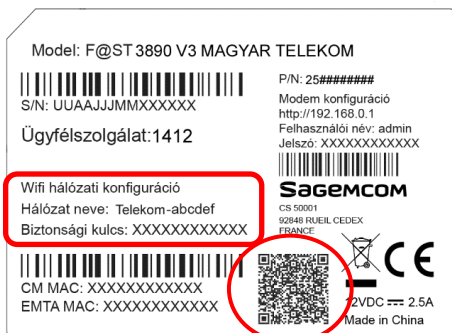 Model: F@ST 3890 V3 MAGYAR TELEKOM
S/N: UUAAJJJMMXXXXXX
Ügyfélszolgálat:1412
P/N: 25########
Modem konfiguráció
http://192.168.0.1
Felhasználói név: admin
Jelszó: XXXXXXXXXXXX
SAGEMCOM
CS 50001
92848 RUEIL CEDEX
FRANCE
Wifi hálózati konfiguráció
Hálózat neve: Telekom-abcdef
Biztonsági kulcs: XXXXXXXXXXXX
CM MAC: XXXXXXXXXXXX
EMTA MAC: XXXXXXXXXXXX
CE
12VDC ⎓ 2.5A
Made in China